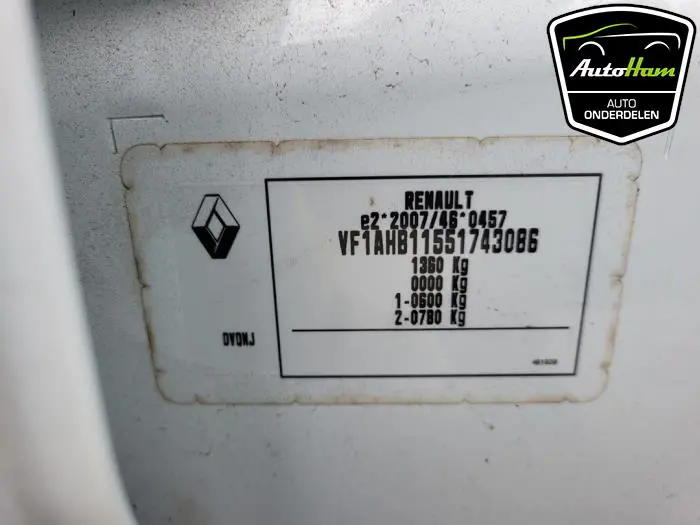 AutoHam
AUTO
ONDERDELEN
RENAULT
e2*2007/46*0457
VF1AHB11551743086
1360 Kg
0000 Kg
1-0600 Kg
2-0780 Kg
DVQNJ